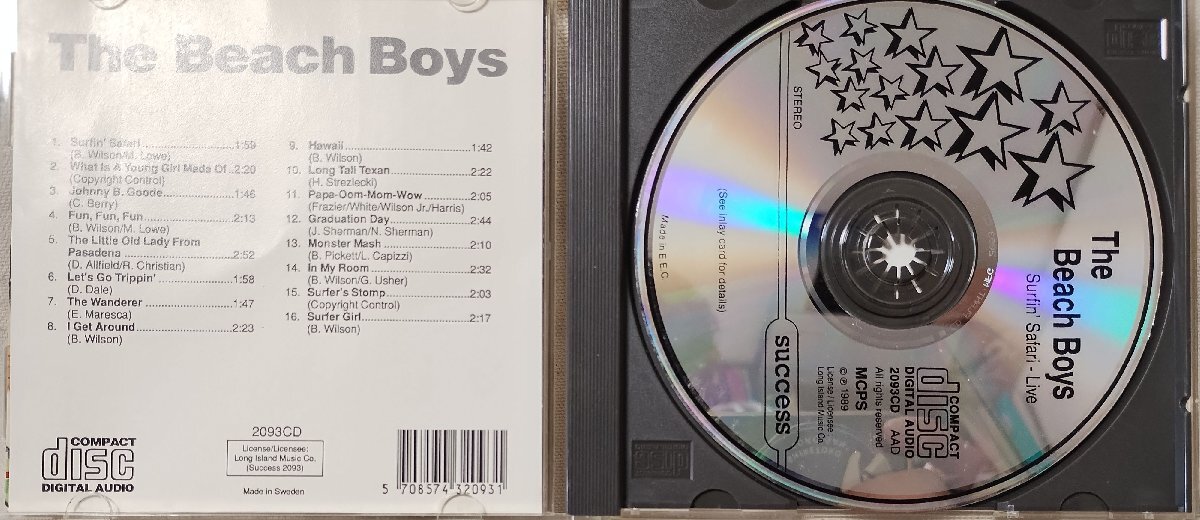 The Beach Boys
1. Surfin' Safari 1:59
(B. Wilson/M. Lowe)
2. What Is A Young Girl Made Of 2:20
(Copyright Control)
3. Johnny B. Goode 1:46
(C. Berry)
4. Fun, Fun, Fun 2:13
(B. Wilson/M. Lowe)
5. The Little Old Lady From
Pasadena 2:52
(D. Allfield/R. Christian)
6. Let's Go Trippin' 1:58
(D. Dale)
7. The Wanderer 1:47
(E. Maresca)
8. I Get Around 2:23
(B. Wilson)
9. Hawaii 1:42
(B. Wilson)
10. Long Tall Texan 2:22
(H. Strezlecki)
11. Papa-Oom-Mom-Wow 2:05
(Frazier/White/Wilson Jr./Harris)
12. Graduation Day 2:44
(J. Sherman/N. Sherman)
13. Monster Mash 2:10
(B. Pickett/L. Capizzi)
14. In My Room 2:32
(B. Wilson/G. Usher)
15. Surfer's Stomp 2:03
(Copyright Control)
16. Surfer Girl 2:17
(B. Wilson)
COMPACT
disc
DIGITAL AUDIO
2093CD
License/Licensee:
Long Island Music Co.
(Success 2093)
Made in Sweden
5 708574 320931
The
Beach Boys
Surfin' Safari - Live
STEREO
(See inlay card for details)
Made in E.E.C.
success
COMPACT
disc
DIGITAL AUDIO
2093CD AAD
All rights reserved
MCPS
© ℗ 1989
License/Licensee:
Long Island Music Co.